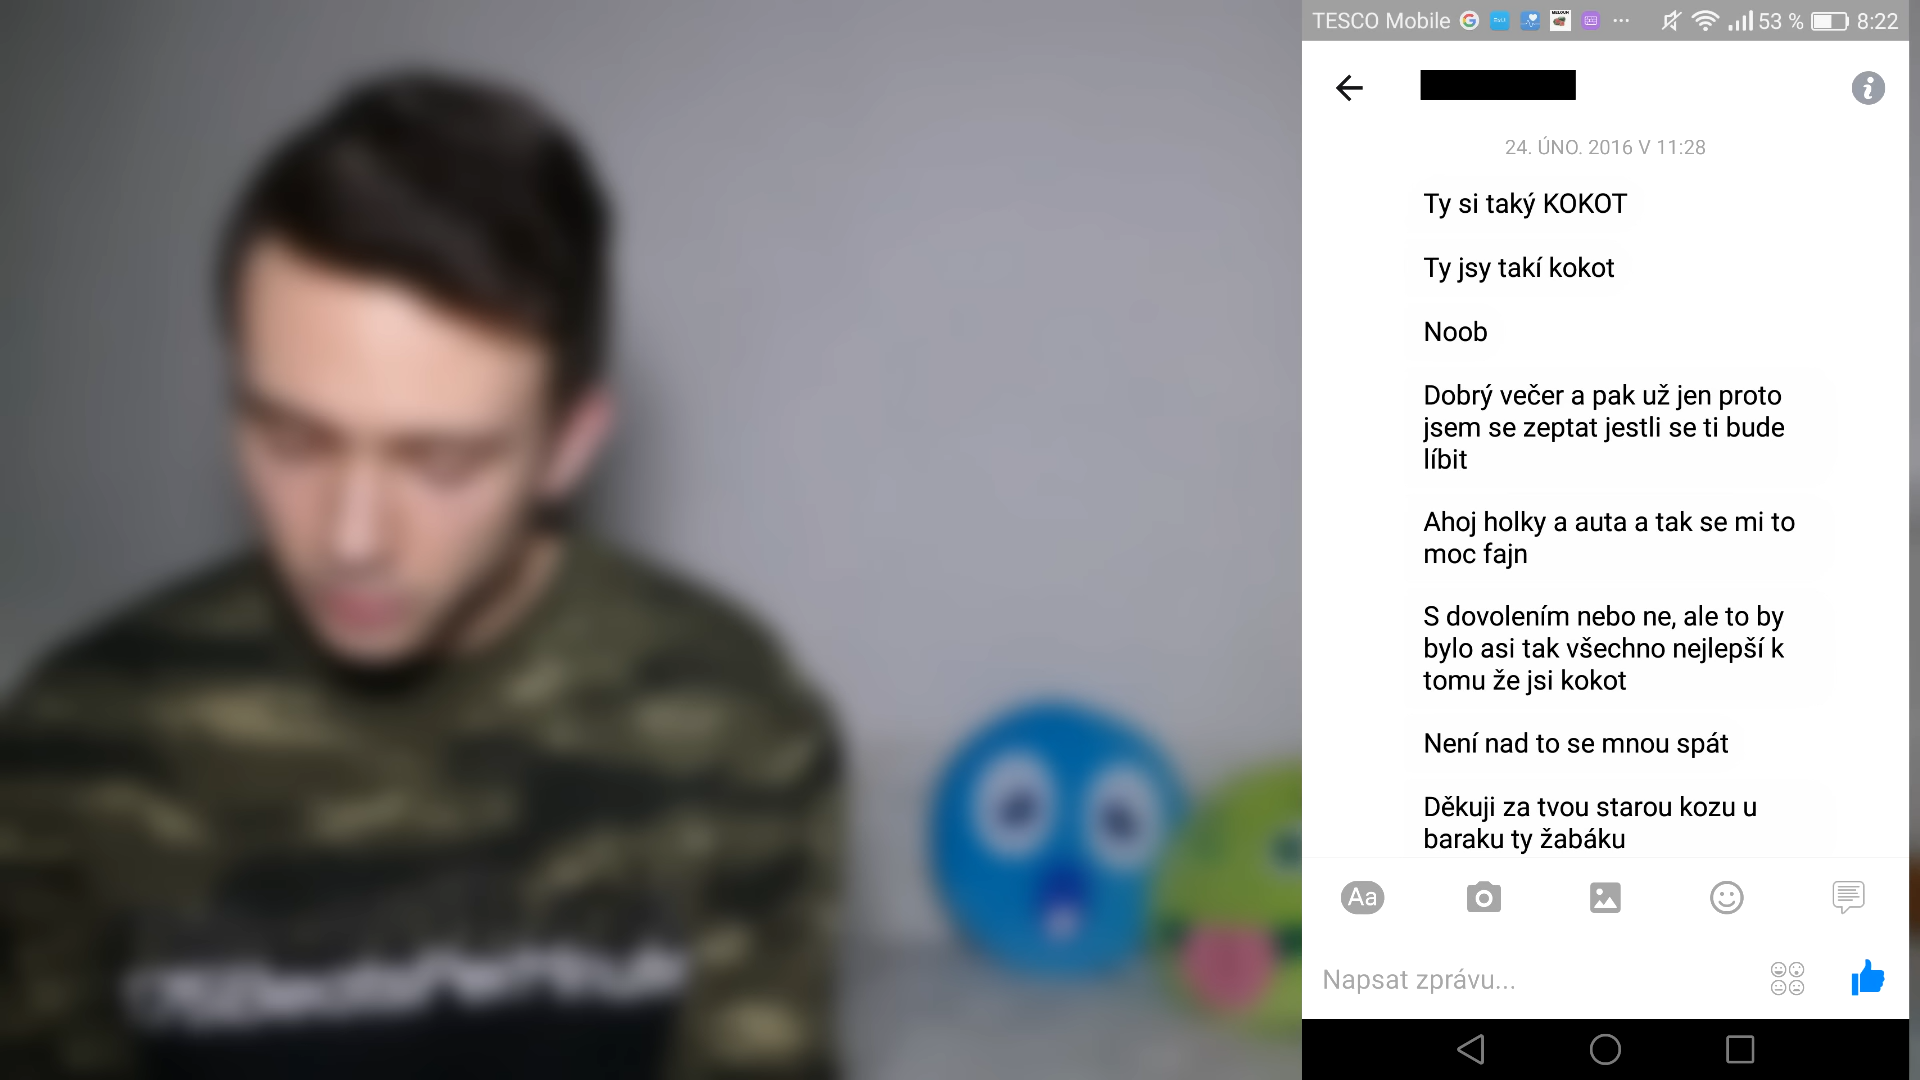 TESCO Mobile
53 %
8:22
24. ÚNO. 2016 V 11:28
Ty si taký KOKOT
Ty jsy takí kokot
Noob
Dobrý večer a pak už jen proto
jsem se zeptat jestli se ti bude
líbit
Ahoj holky a auta a tak se mi to
moc fajn
S dovolením nebo ne, ale to by
bylo asi tak všechno nejlepší k
tomu že jsi kokot
Není nad to se mnou spát
Děkuji za tvou starou kozu u
baraku ty žabáku
Aa
Napsat zprávu...